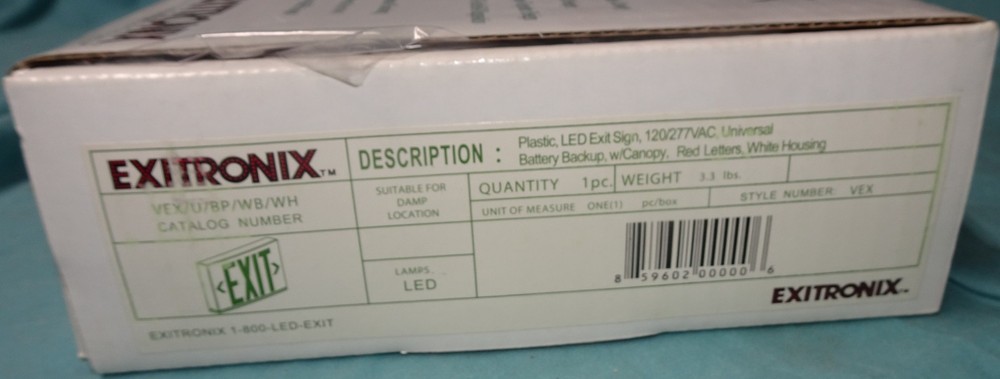 EXITRONIX™
VEX/U/BP/WB/WH
CATALOG NUMBER
DESCRIPTION :
Plastic, LED Exit Sign, 120/277VAC, Universal
Battery Backup, w/Canopy, Red Letters, White Housing
SUITABLE FOR
DAMP
LOCATION
QUANTITY 1pc.
WEIGHT 3.3 lbs.
UNIT OF MEASURE ONE(1) pc/box
STYLE NUMBER: VEX
EXIT
LAMPS.
LED
8 59602 00000 6
EXITRONIX™
EXITRONIX 1-800-LED-EXIT